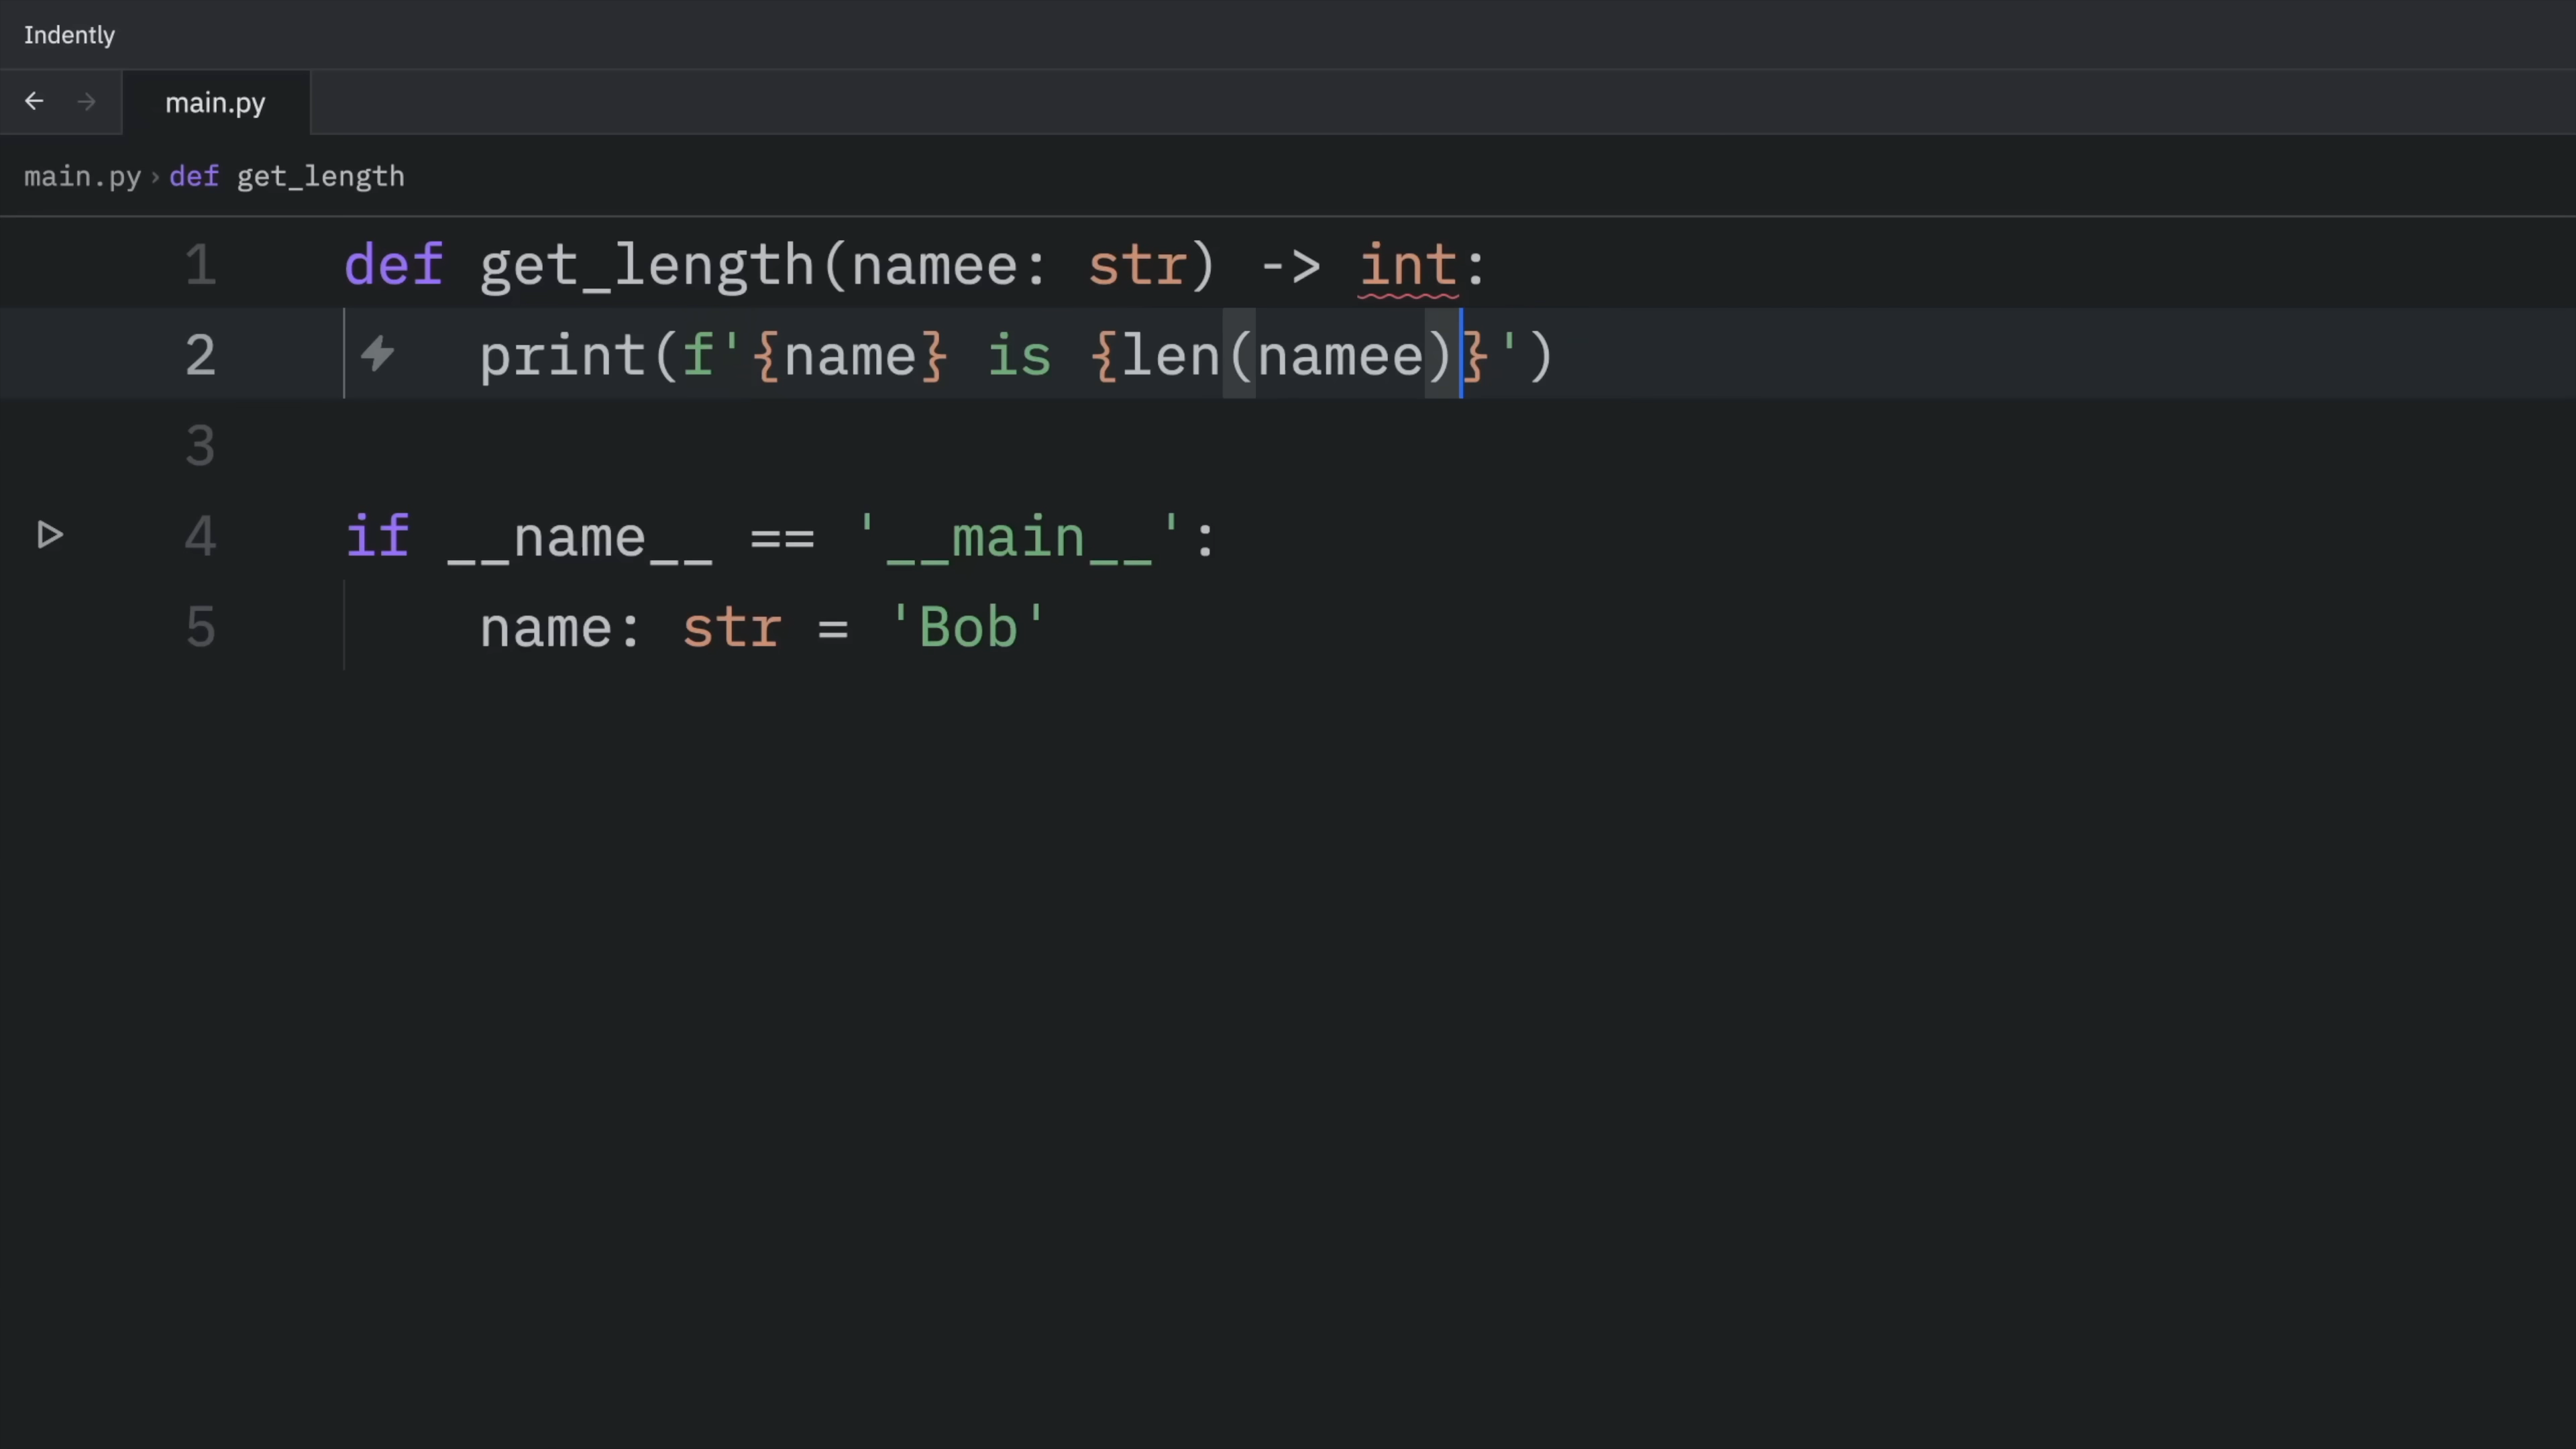 Indently
main.py
main.py › def get_length
1 def get_length(namee: str) -> int:
2 print(f'{name} is {len(namee)}')
3
4 if __name__ == '__main__':
5 name: str = 'Bob'